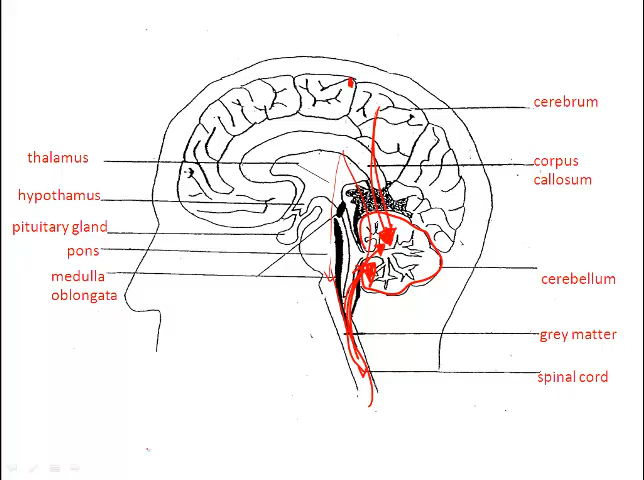 cerebrum
thalamus
corpus
callosum
hypothamus
pituitary gland
pons
medulla
oblongata
cerebellum
grey matter
spinal cord